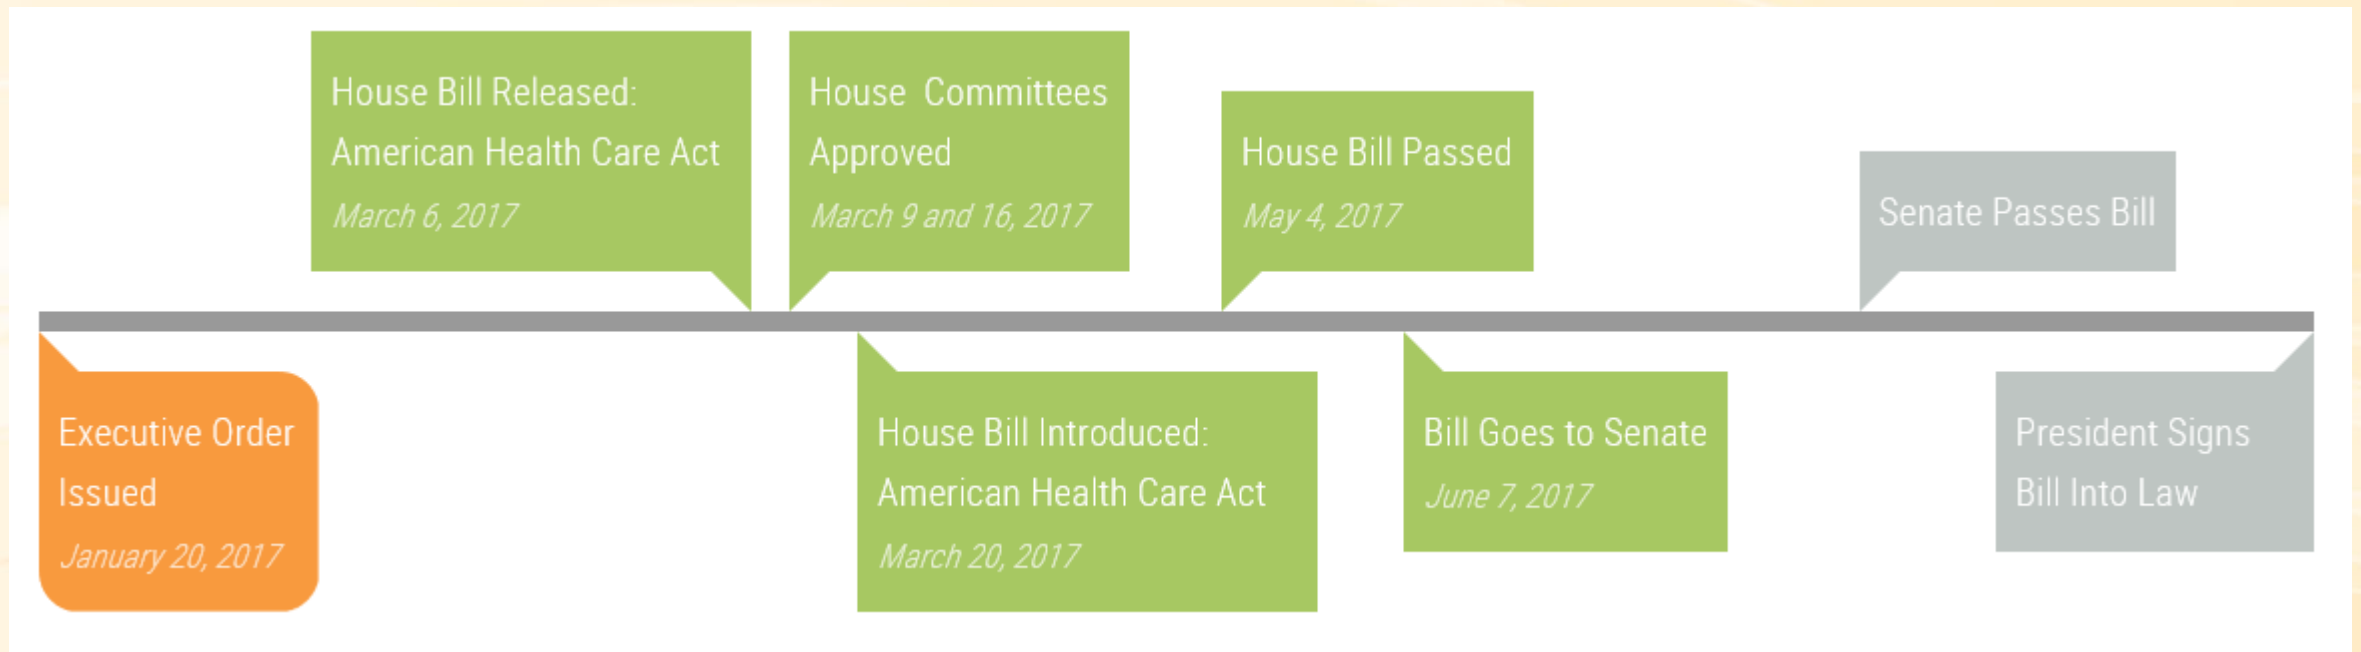 House Bill Released:
American Health Care Act
March 6, 2017
House Committees
Approved
March 9 and 16, 2017
House Bill Passed
May 4, 2017
Senate Passes Bill
Executive Order
Issued
January 20, 2017
House Bill Introduced:
American Health Care Act
March 20, 2017
Bill Goes to Senate
June 7, 2017
President Signs
Bill Into Law